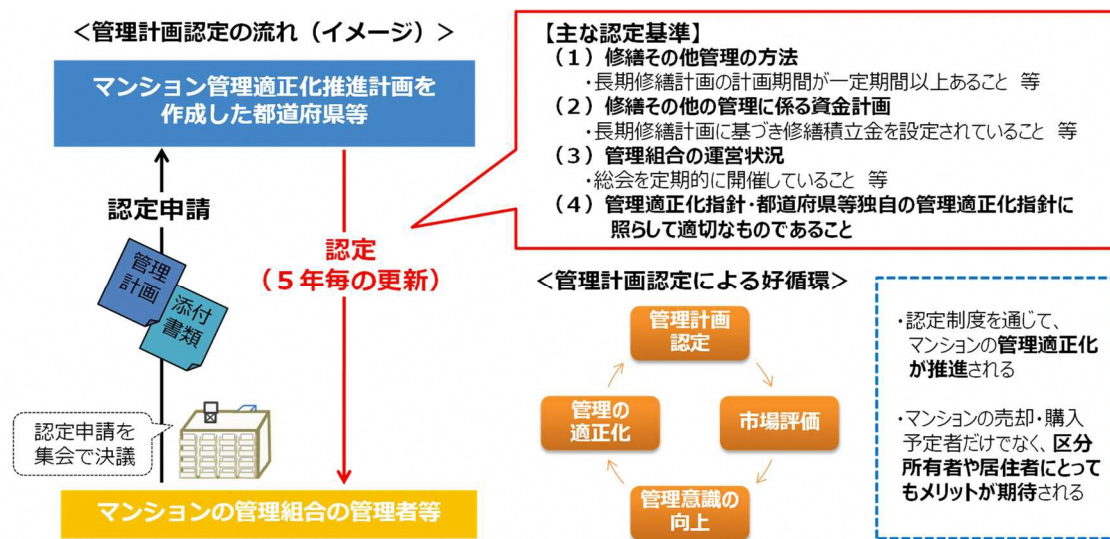 ＜管理計画認定の流れ（イメージ）＞
マンション管理適正化推進計画を
作成した都道府県等
認定申請
管理
計画
添付
書類
認定
（５年毎の更新）
認定申請を
集会で決議
マンションの管理組合の管理者等
【主な認定基準】
（１）修繕その他管理の方法
・長期修繕計画の計画期間が一定期間以上あること 等
（２）修繕その他の管理に係る資金計画
・長期修繕計画に基づき修繕積立金を設定されていること 等
（３）管理組合の運営状況
・総会を定期的に開催していること 等
（４）管理適正化指針・都道府県等独自の管理適正化指針に
照らして適切なものであること
＜管理計画認定による好循環＞
管理計画
認定
市場評価
管理意識の
向上
管理の
適正化
・認定制度を通じて、
マンションの管理適正化
が推進される
・マンションの売却・購入
予定者だけでなく、区分
所有者や居住者にとって
もメリットが期待される